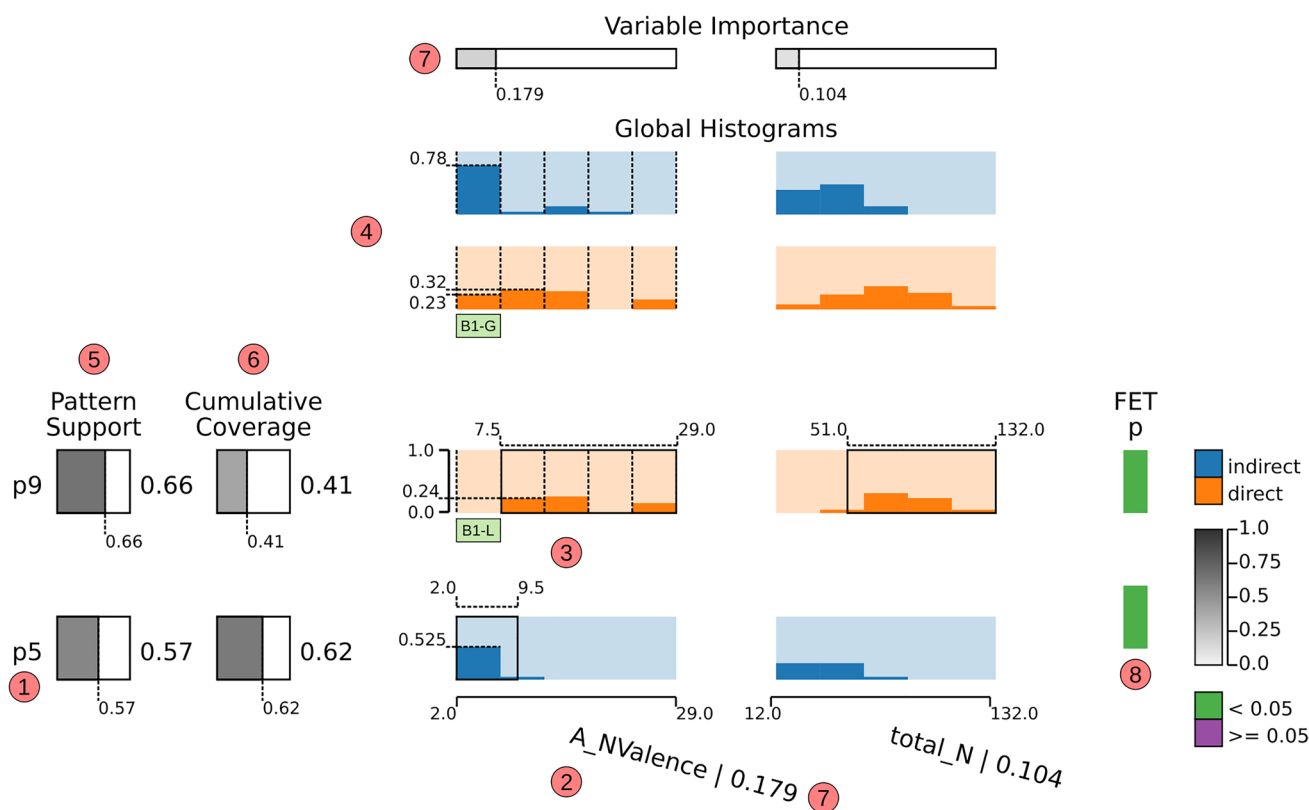 Variable Importance
7
0.179
0.104
Global Histograms
0.78
4
0.32
0.23
B1-G
5
6
Pattern
Support
Cumulative
Coverage
FET
p
7.5
29.0
51.0
132.0
p9
0.66
0.66
0.41
0.41
1.0
0.24
0.0
B1-L
3
indirect
direct
1.0
0.75
0.50
0.25
0.0
2.0
9.5
p5
1
0.57
0.57
0.62
0.62
0.525
8
2.0
29.0
12.0
132.0
< 0.05
>= 0.05
A_NValence | 0.179
total_N | 0.104
2
7